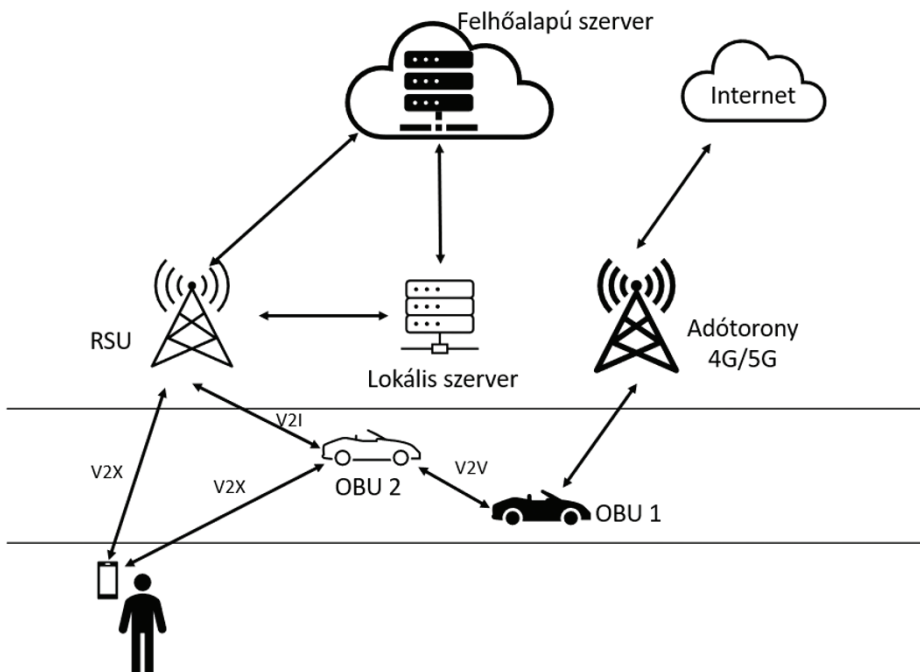 Felhőalapú szerver
Internet
RSU
Lokális szerver
Adótorony
4G/5G
V2I
V2X
V2X
V2V
OBU 2
OBU 1